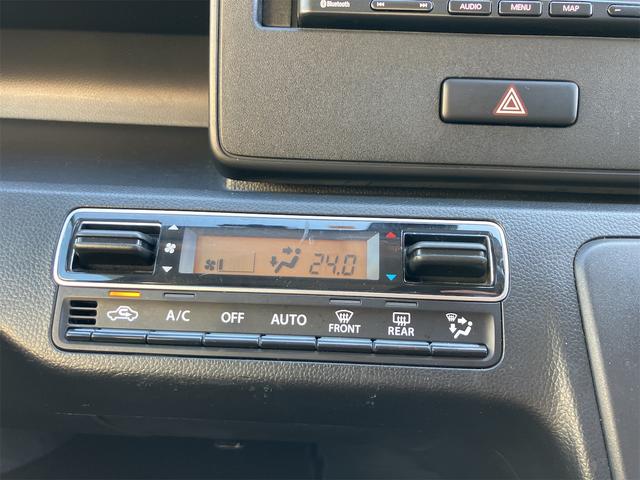 Bluetooth AUDIO MENU MAP
24.0
A/C OFF AUTO FRONT REAR